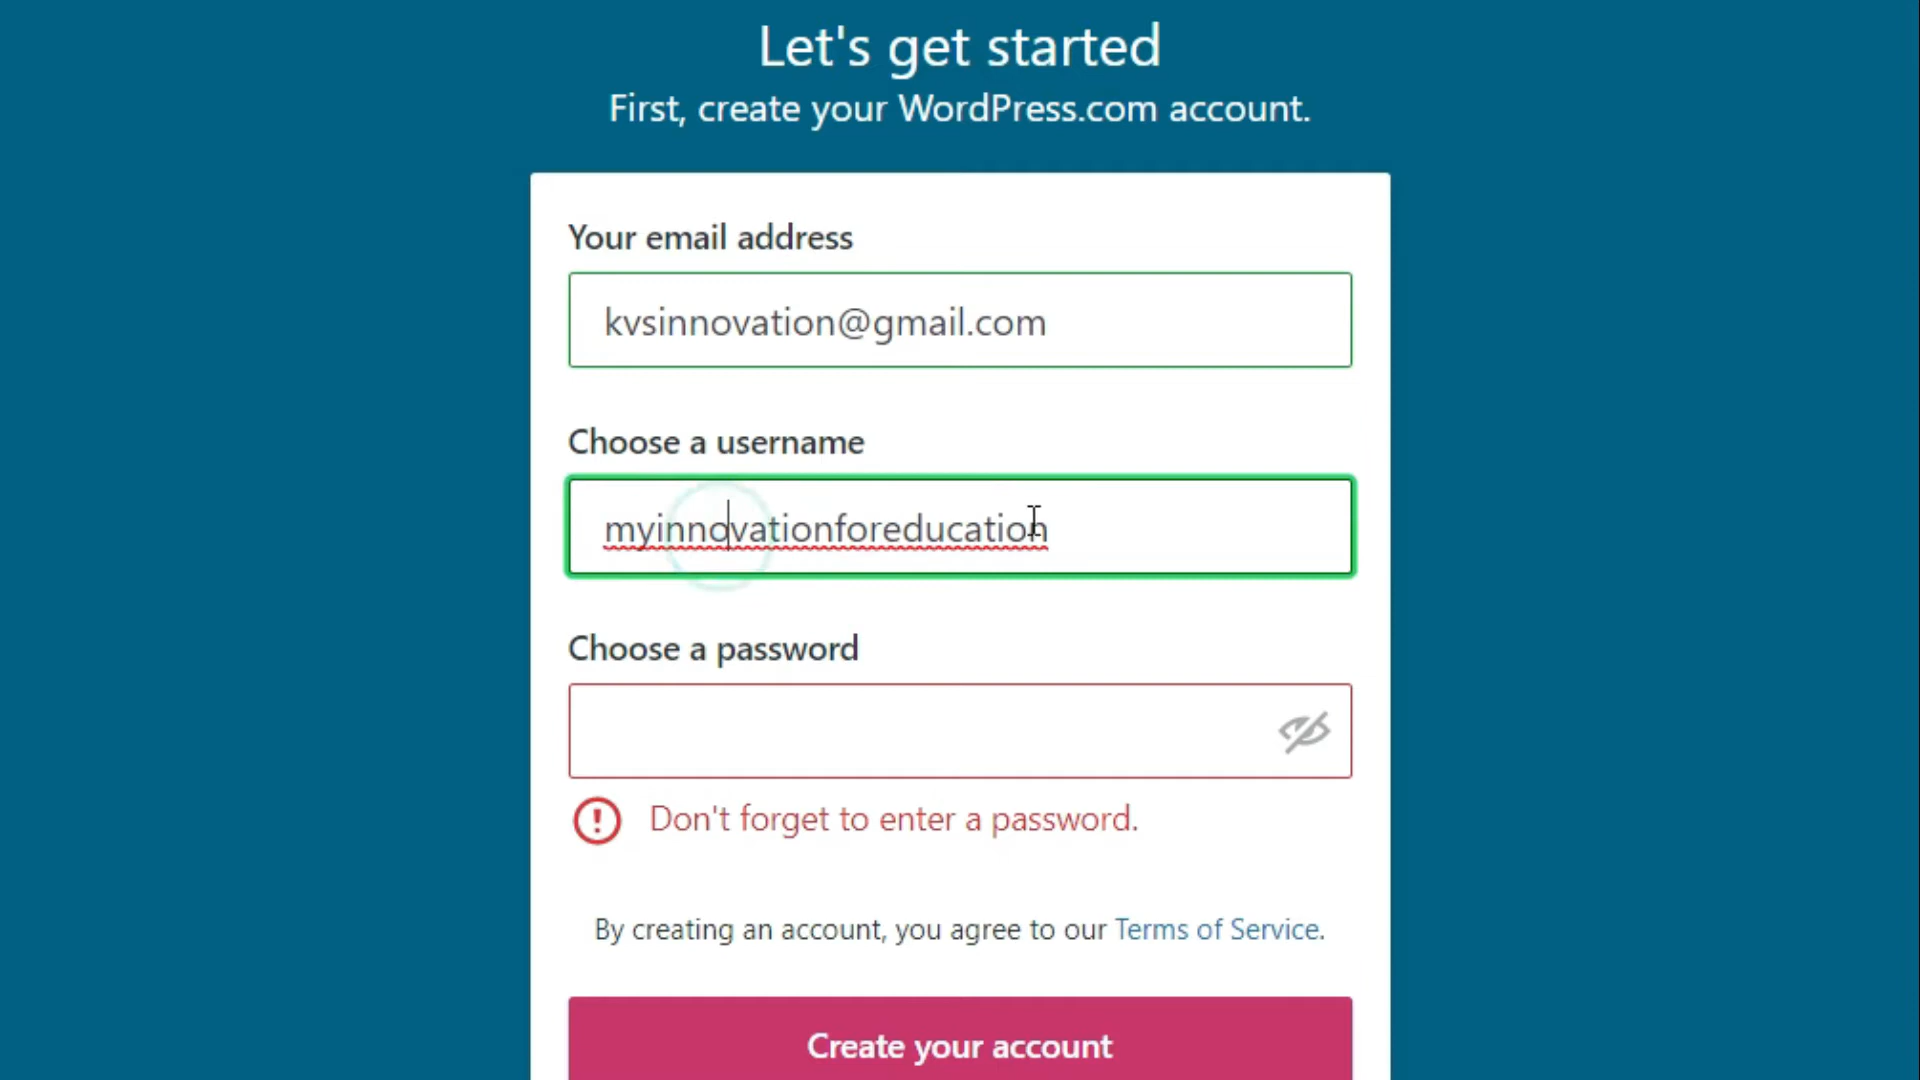 Let's get started
First, create your WordPress.com account.
Your email address
kvsinnovation@gmail.com
Choose a username
myinnovationforeducation
Choose a password
Don't forget to enter a password.
By creating an account, you agree to our Terms of Service.
Create your account